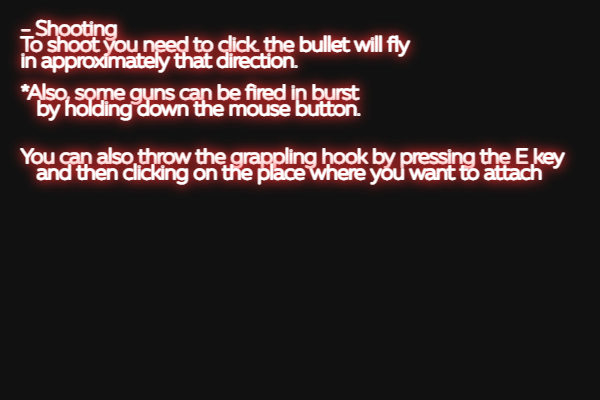 - Shooting
To shoot you need to click, the bullet will fly
in approximately that direction.
*Also, some guns can be fired in burst
by holding down the mouse button.
You can also throw the grappling hook by pressing the E key
and then clicking on the place where you want to attach